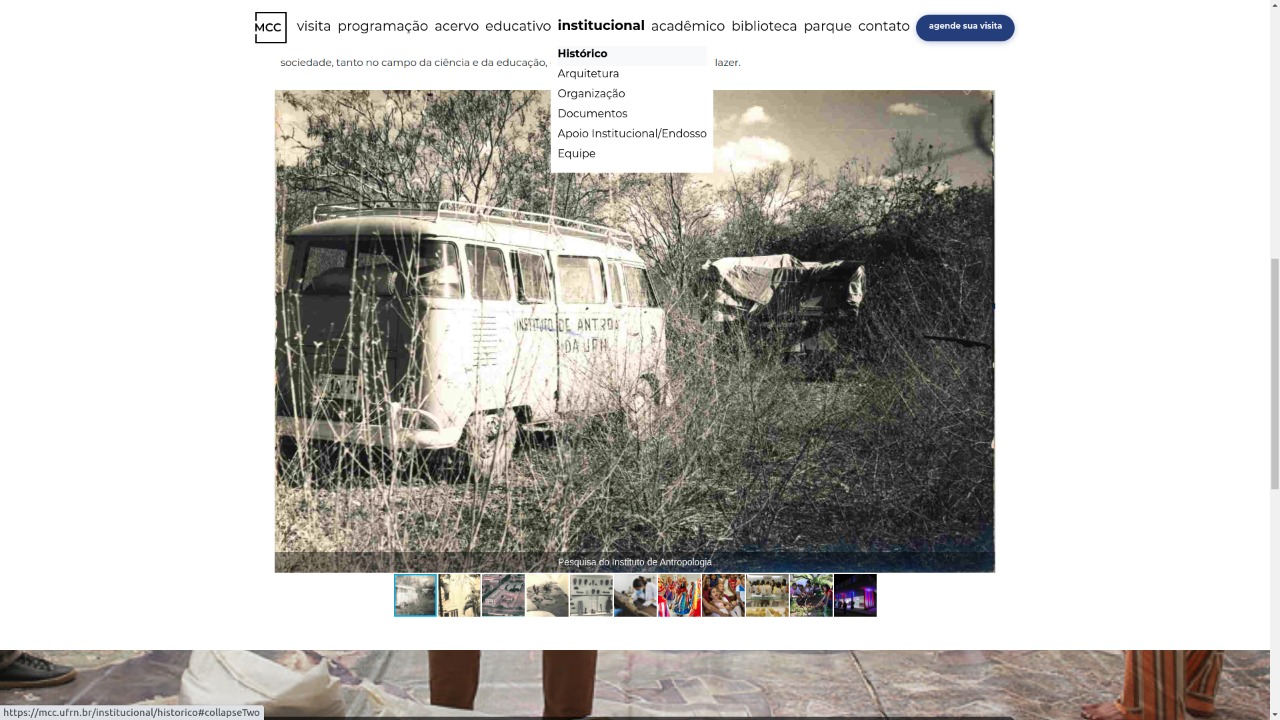 MCC
visita programação acervo educativo institucional acadêmico biblioteca parque contato agende sua visita
Histórico
sociedade, tanto no campo da ciência e da educação, lazer.
Arquitetura
Organização
Documentos
Apoio Institucional/Endosso
Equipe
INSTITUTO DE ANTRO
DA UFRN
Pesquisa do Instituto de Antropologia
https://mcc.ufrn.br/institucional/historico#collapseTwo